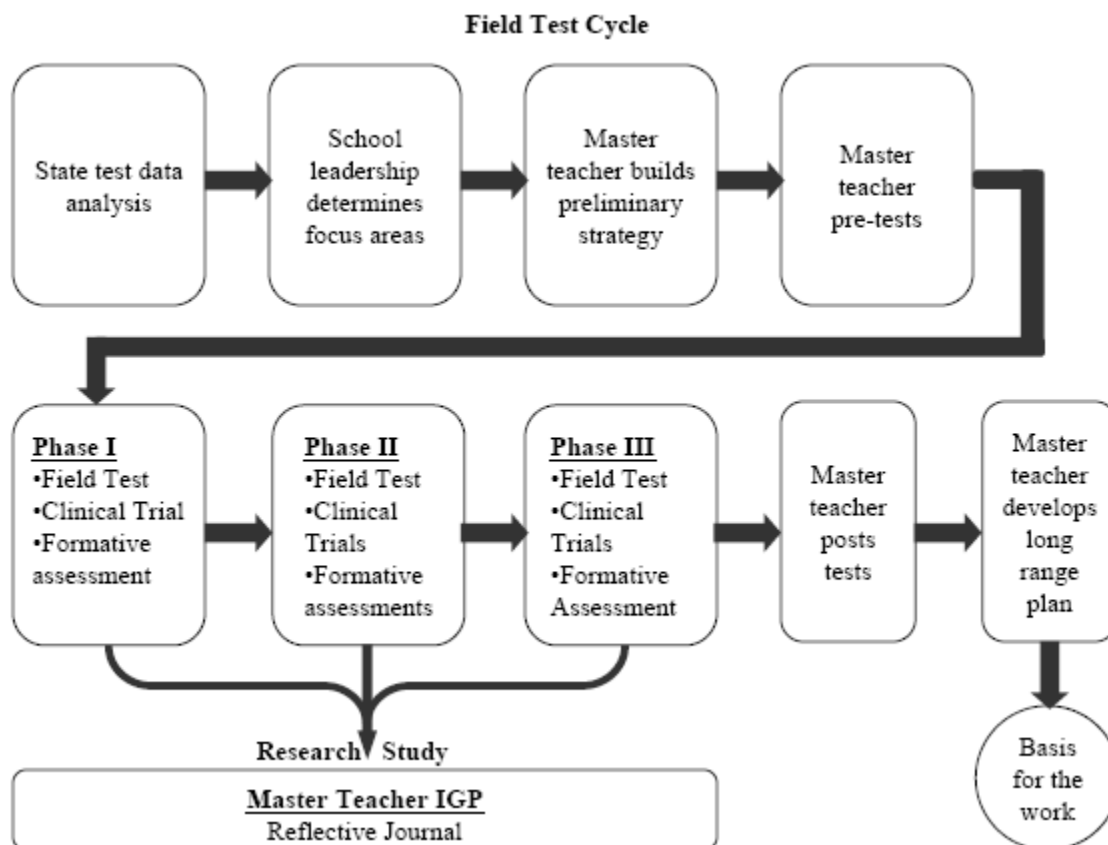 Field Test Cycle
State test data
analysis
School
leadership
determines
focus areas
Master
teacher builds
preliminary
strategy
Master
teacher
pre-tests
Phase I
•Field Test
•Clinical Trial
•Formative
assessment
Phase II
•Field Test
•Clinical
Trials
•Formative
assessments
Phase III
•Field Test
•Clinical
Trials
•Formative
Assessment
Master
teacher
posts
tests
Master
teacher
develops
long
range
plan
Research Study
Master Teacher IGP
Reflective Journal
Basis
for the
work